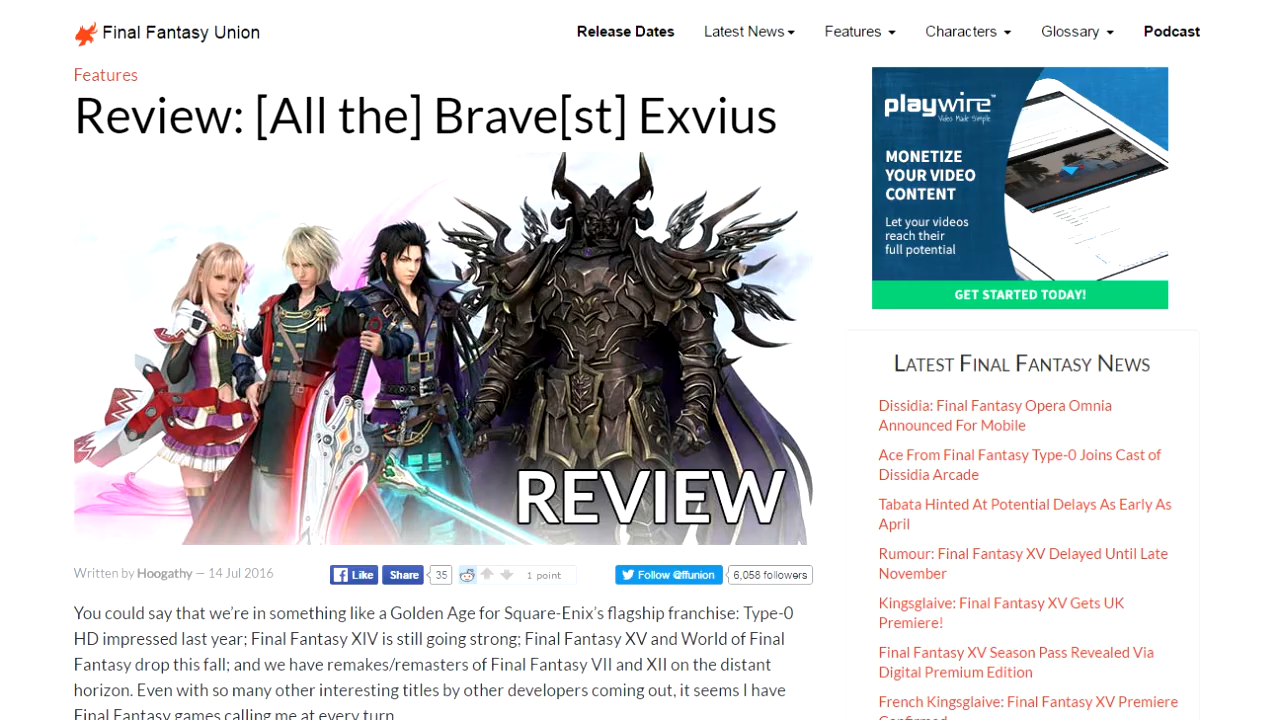 Final Fantasy Union
Release Dates
Latest News
Features
Characters
Glossary
Podcast
Features
Review: [All the] Brave[st] Exvius
REVIEW
Written by Hoogathy — 14 Jul 2016
Like
Share
35
1 point
Follow @ffunion
6,058 followers
You could say that we're in something like a Golden Age for Square-Enix's flagship franchise: Type-0
HD impressed last year; Final Fantasy XIV is still going strong; Final Fantasy XV and World of Final
Fantasy drop this fall; and we have remakes/remasters of Final Fantasy VII and XII on the distant
horizon. Even with so many other interesting titles by other developers coming out, it seems I have
Final Fantasy games calling me at every turn.
playwire™
Video Made Simple
MONETIZE
YOUR VIDEO
CONTENT
Let your videos
reach their
full potential
GET STARTED TODAY!
Latest Final Fantasy News
Dissidia: Final Fantasy Opera Omnia
Announced For Mobile
Ace From Final Fantasy Type-0 Joins Cast of
Dissidia Arcade
Tabata Hinted At Potential Delays As Early As
April
Rumour: Final Fantasy XV Delayed Until Late
November
Kingsglaive: Final Fantasy XV Gets UK
Premiere!
Final Fantasy XV Season Pass Revealed Via
Digital Premium Edition
French Kingsglaive: Final Fantasy XV Premiere
Confirmed